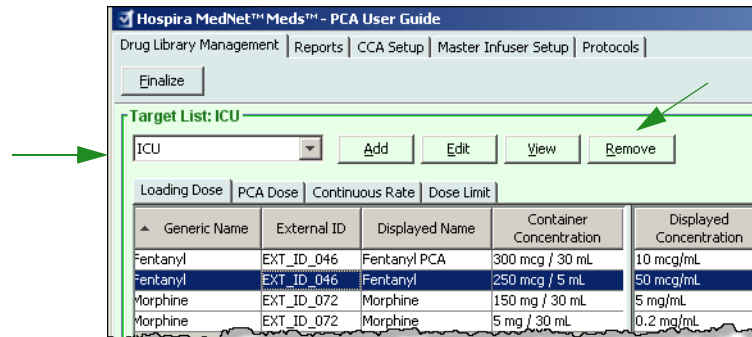 Hospira MedNet™ Meds™ - PCA User Guide
Drug Library Management Reports CCA Setup Master Infuser Setup Protocols
Finalize
Target List: ICU
ICU Add Edit View Remove
Loading Dose PCA Dose Continuous Rate Dose Limit
Generic Name External ID Displayed Name Container Concentration Displayed Concentration
Fentanyl EXT_ID_046 Fentanyl PCA 300 mcg / 30 mL 10 mcg/mL
Fentanyl EXT_ID_046 Fentanyl 250 mcg / 5 mL 50 mcg/mL
Morphine EXT_ID_072 Morphine 150 mg / 30 mL 5 mg/mL
Morphine EXT_ID_072 Morphine 5 mg / 30 mL 0.2 mg/mL